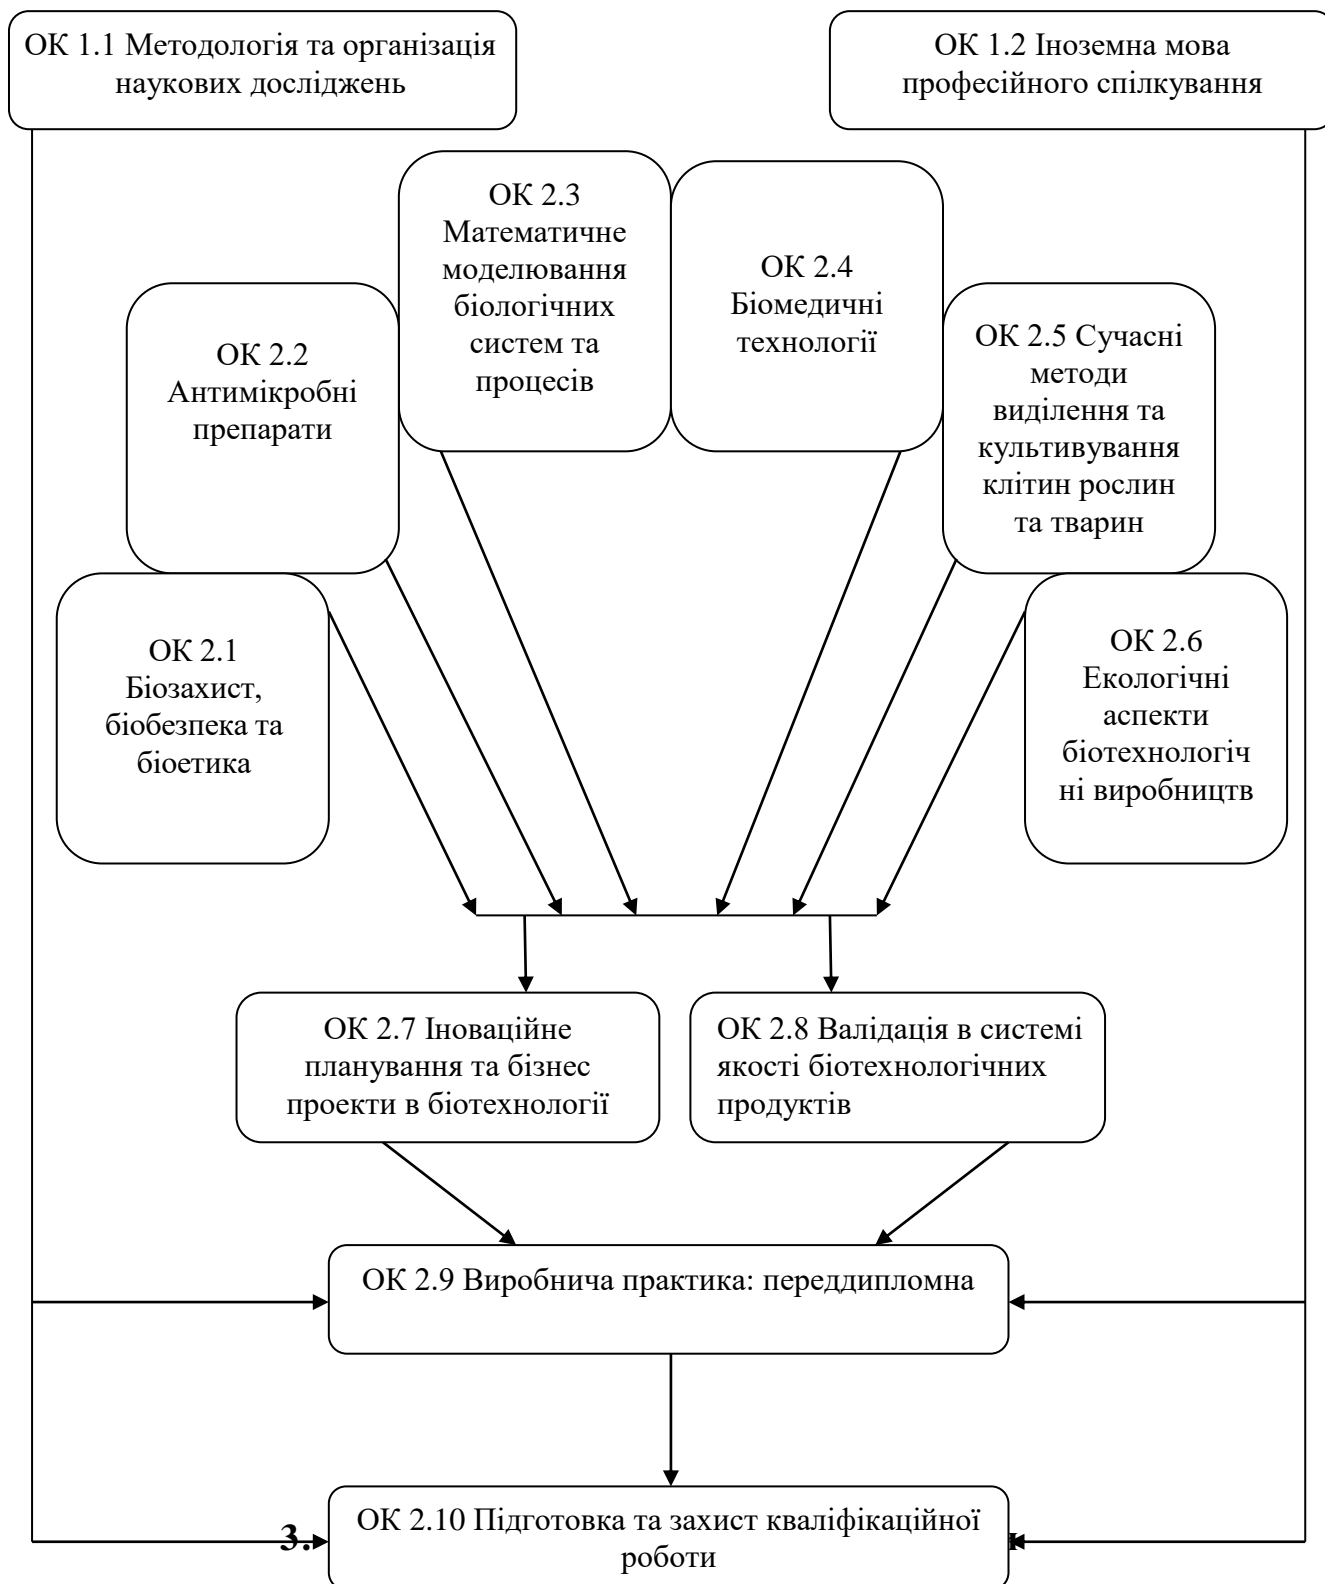 ОК 1.1 Методологія та організація
наукових досліджень
ОК 1.2 Іноземна мова
професійного спілкування
ОК 2.3
Математичне
моделювання
біологічних
систем та
процесів
ОК 2.4
Біомедичні
технології
ОК 2.2
Антимікробні
препарати
ОК 2.5 Сучасні
методи
виділення та
культивування
клітин рослин
та тварин
ОК 2.1
Біозахист,
біобезпека та
біоетика
ОК 2.6
Екологічні
аспекти
біотехнологіч
ні виробництв
ОК 2.7 Іноваційне
планування та бізнес
проекти в біотехнології
ОК 2.8 Валідація в системі
якості біотехнологічних
продуктів
ОК 2.9 Виробнича практика: переддипломна
3.
ОК 2.10 Підготовка та захист кваліфікаційної
роботи